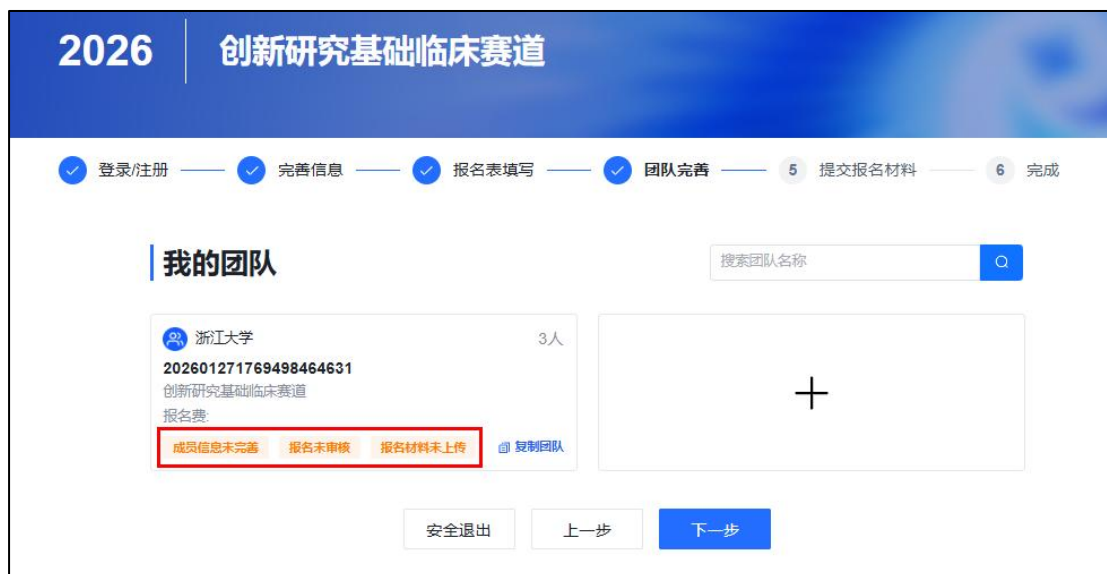 2026 创新研究基础临床赛道
登录/注册 完善信息 报名表填写 团队完善 5 提交报名材料 6 完成
我的团队
搜索团队名称
浙江大学 3人
202601271769498464631
创新研究基础临床赛道
报名费:
成员信息未完善 报名未审核 报名材料未上传 复制团队
安全退出 上一步 下一步